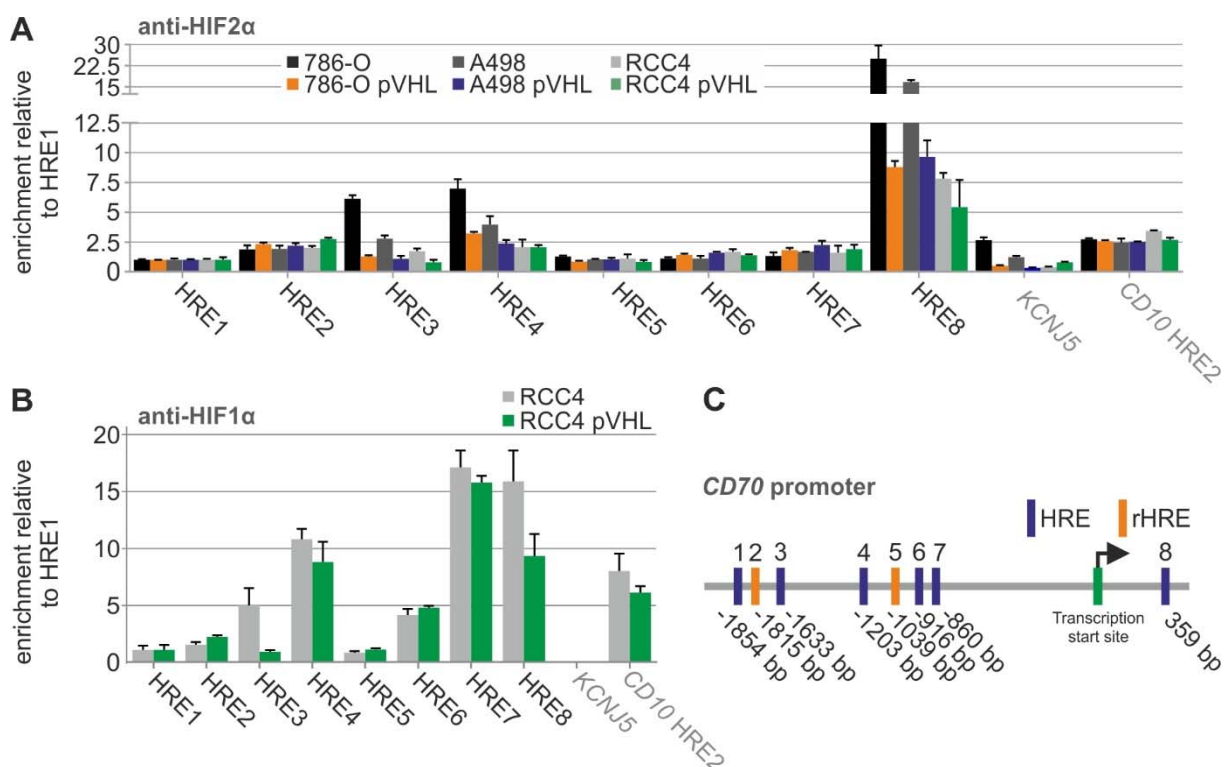 A
anti-HIF2α
enrichment relative
to HRE1
30
22.5
15
12.5
10
7.5
5
2.5
0
786-O
A498
RCC4
786-O pVHL
A498 pVHL
RCC4 pVHL
HRE1
HRE2
HRE3
HRE4
HRE5
HRE6
HRE7
HRE8
KCNJ5
CD10 HRE2
B
anti-HIF1α
RCC4
RCC4 pVHL
enrichment relative
to HRE1
20
15
10
5
0
HRE1
HRE2
HRE3
HRE4
HRE5
HRE6
HRE7
HRE8
KCNJ5
CD10 HRE2
C
CD70 promoter
HRE
rHRE
1 2 3 4 5 6 7 8
Transcription
start site
-1854 bp
-1815 bp
-1633 bp
-1203 bp
-1039 bp
-916 bp
-860 bp
359 bp